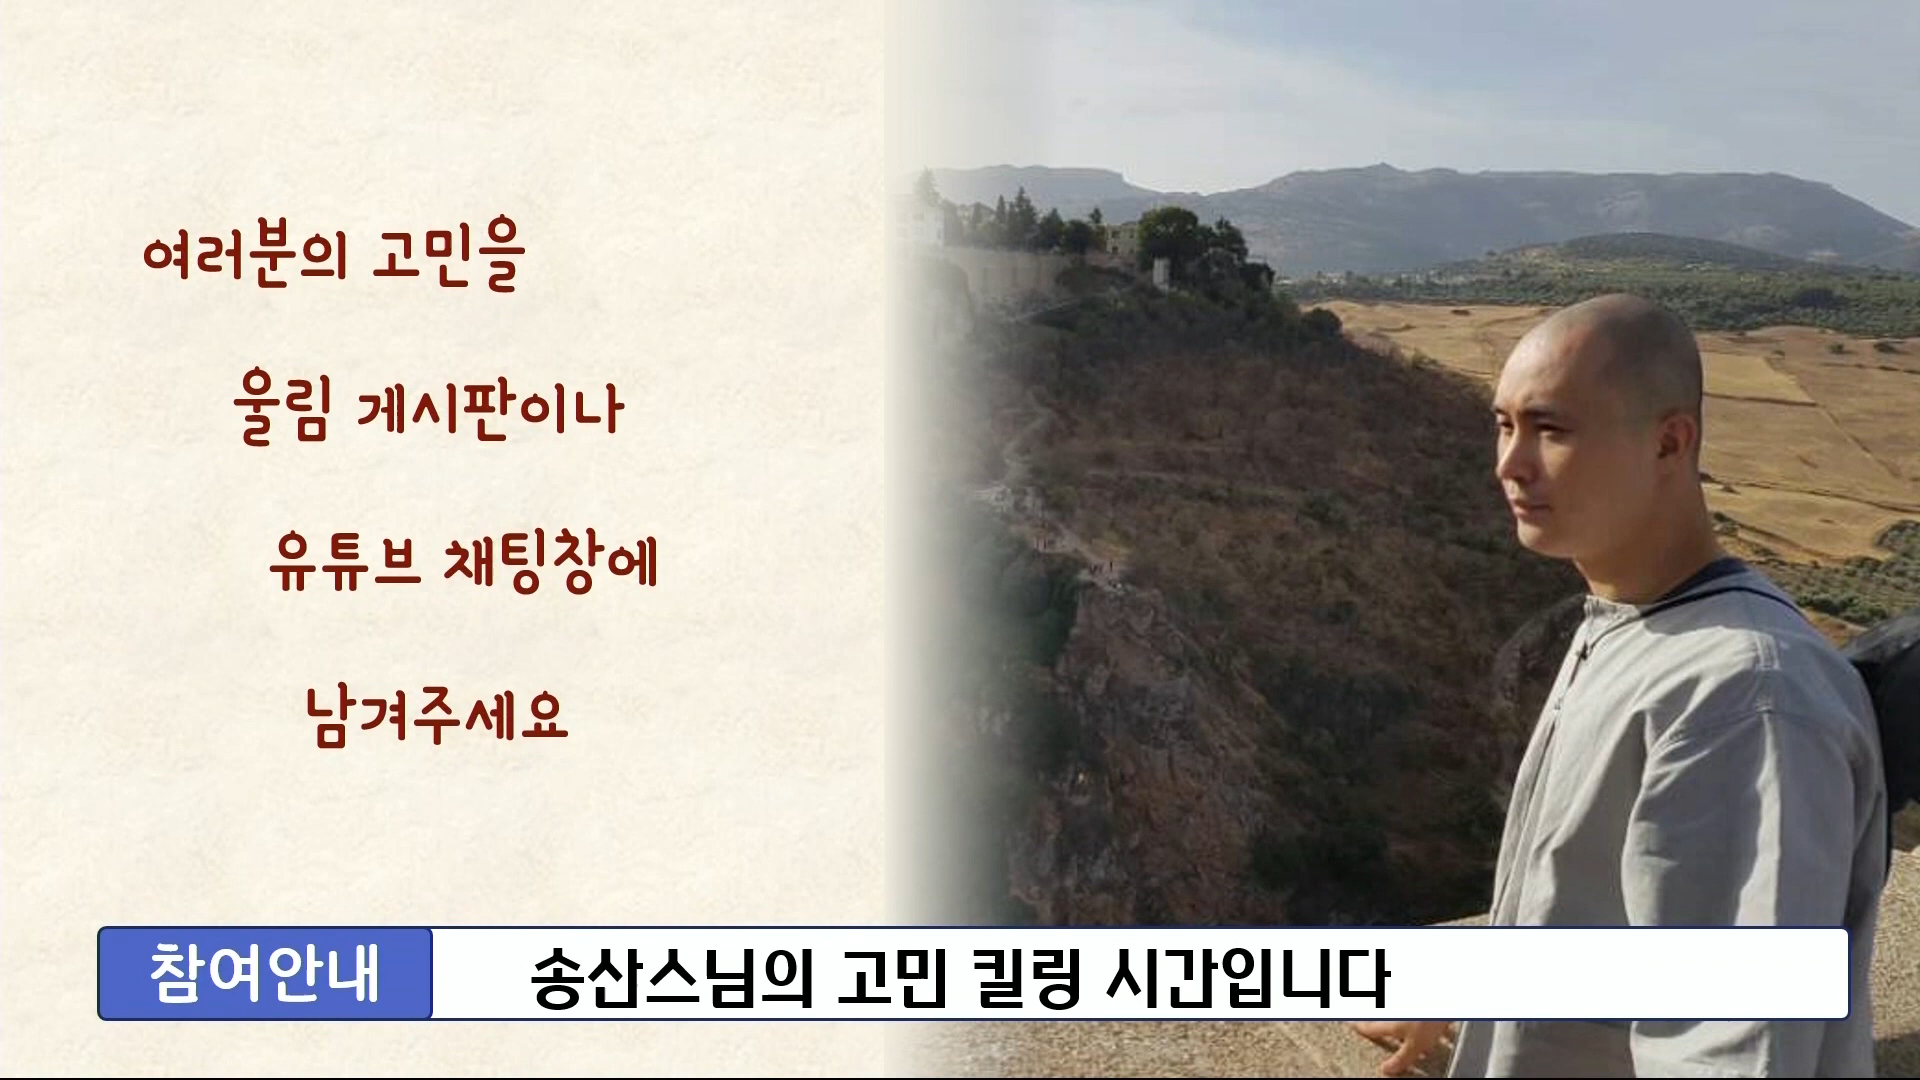 여러분의 고민을
울림 게시판이나
유튜브 채팅창에
남겨주세요
참여안내
송산스님의 고민 킬링 시간입니다